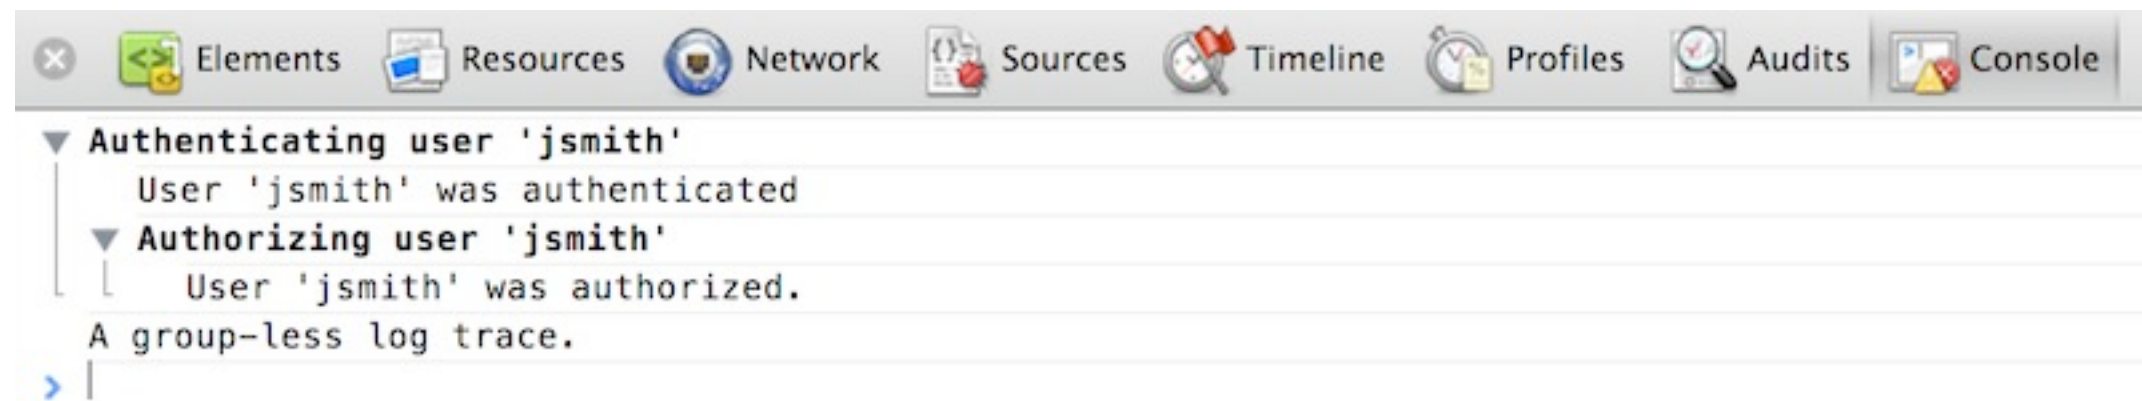 Elements Resources Network Sources Timeline Profiles Audits Console
Authenticating user 'jsmith'
User 'jsmith' was authenticated
Authorizing user 'jsmith'
User 'jsmith' was authorized.
A group-less log trace.